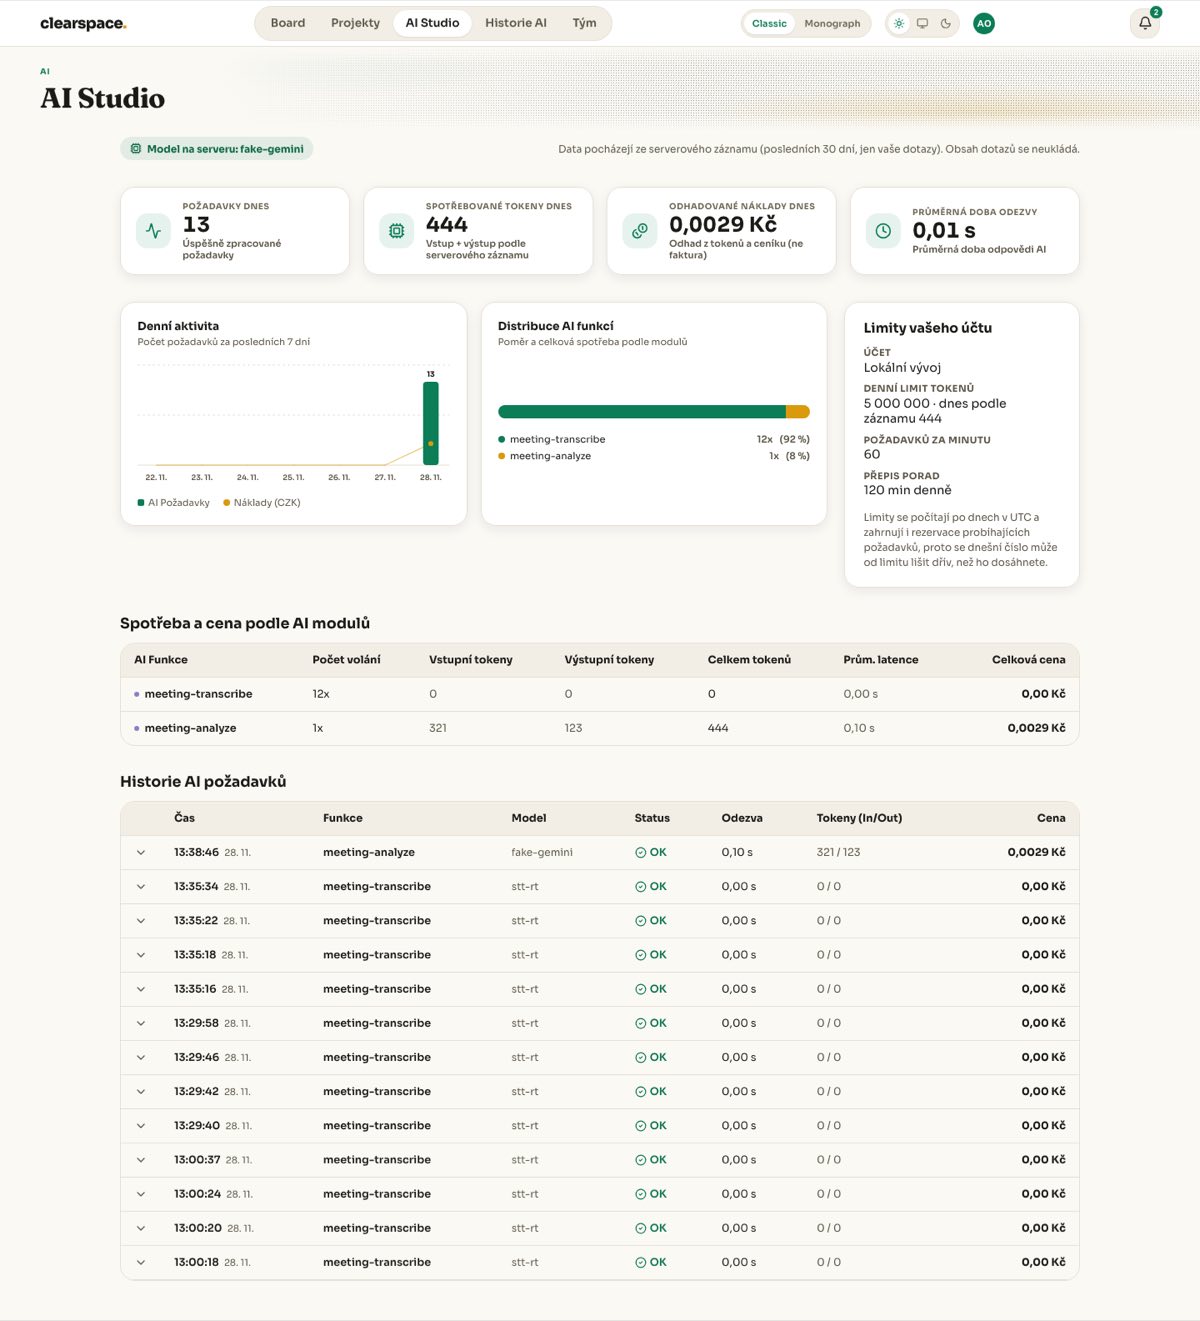 clearspace.
Board Projekty AI Studio Historie AI Tým
Classic Monograph
AO
2
AI
AI Studio
Model na serveru: fake-gemini
Data pocházejí ze serverového záznamu (posledních 30 dní, jen vaše dotazy). Obsah dotazů se neukládá.
POŽADAVKY DNES
13
Úspěšně zpracované
požadavky
SPOTŘEBOVANÉ TOKENY DNES
444
Vstup + výstup podle
serverového záznamu
ODHADOVANÉ NÁKLADY DNES
0,0029 Kč
Odhad z tokenů a ceníku (ne
faktura)
PRŮMĚRNÁ DOBA ODEZVY
0,01 s
Průměrná doba odpovědi AI
Denní aktivita
Počet požadavků za posledních 7 dní
13
22. 11. 23. 11. 24. 11. 25. 11. 26. 11. 27. 11. 28. 11.
AI Požadavky Náklady (CZK)
Distribuce AI funkcí
Poměr a celková spotřeba podle modulů
meeting-transcribe 12x (92 %)
meeting-analyze 1x (8 %)
Limity vašeho účtu
ÚČET
Lokální vývoj
DENNÍ LIMIT TOKENŮ
5 000 000 · dnes podle
záznamu 444
POŽADAVKŮ ZA MINUTU
60
PŘEPIS PORAD
120 min denně
Limity se počítají po dnech v UTC a
zahrnují i rezervace probíhajících
požadavků, proto se dnešní číslo může
od limitu lišit dřív, než ho dosáhnete.
Spotřeba a cena podle AI modulů
AI Funkce Počet volání Vstupní tokeny Výstupní tokeny Celkem tokenů Prům. latence Celková cena
meeting-transcribe 12x 0 0 0 0,00 s 0,00 Kč
meeting-analyze 1x 321 123 444 0,10 s 0,0029 Kč
Historie AI požadavků
Čas Funkce Model Status Odezva Tokeny (In/Out) Cena
13:38:46 28. 11. meeting-analyze fake-gemini OK 0,10 s 321 / 123 0,0029 Kč
13:35:34 28. 11. meeting-transcribe stt-rt OK 0,00 s 0 / 0 0,00 Kč
13:35:22 28. 11. meeting-transcribe stt-rt OK 0,00 s 0 / 0 0,00 Kč
13:35:18 28. 11. meeting-transcribe stt-rt OK 0,00 s 0 / 0 0,00 Kč
13:35:16 28. 11. meeting-transcribe stt-rt OK 0,00 s 0 / 0 0,00 Kč
13:29:58 28. 11. meeting-transcribe stt-rt OK 0,00 s 0 / 0 0,00 Kč
13:29:46 28. 11. meeting-transcribe stt-rt OK 0,00 s 0 / 0 0,00 Kč
13:29:42 28. 11. meeting-transcribe stt-rt OK 0,00 s 0 / 0 0,00 Kč
13:29:40 28. 11. meeting-transcribe stt-rt OK 0,00 s 0 / 0 0,00 Kč
13:00:37 28. 11. meeting-transcribe stt-rt OK 0,00 s 0 / 0 0,00 Kč
13:00:24 28. 11. meeting-transcribe stt-rt OK 0,00 s 0 / 0 0,00 Kč
13:00:20 28. 11. meeting-transcribe stt-rt OK 0,00 s 0 / 0 0,00 Kč
13:00:18 28. 11. meeting-transcribe stt-rt OK 0,00 s 0 / 0 0,00 Kč